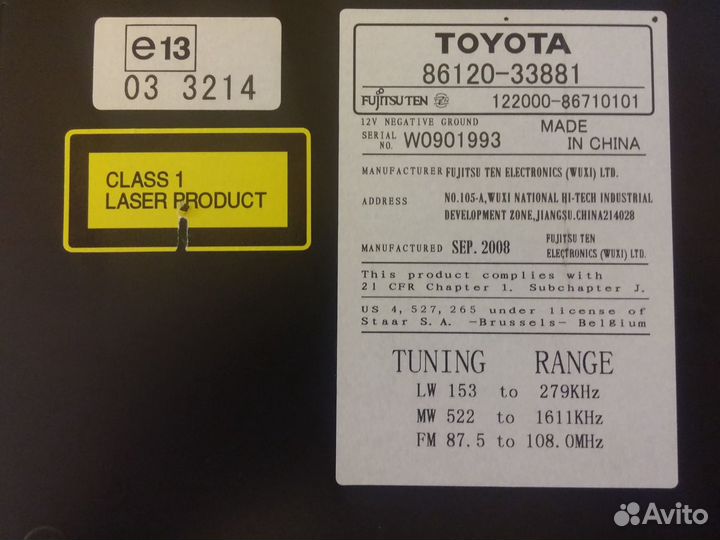 e13
03 3214
CLASS 1
LASER PRODUCT
TOYOTA
86120-33881
FUJITSU TEN 122000-86710101
12V NEGATIVE GROUND
SERIAL NO. W0901993
MADE IN CHINA
MANUFACTURER FUJITSU TEN ELECTRONICS (WUXI) LTD.
ADDRESS NO.105-A,WUXI NATIONAL HI-TECH INDUSTRIAL
DEVELOPMENT ZONE,JIANGSU.CHINA214028
MANUFACTURED SEP. 2008 FUJITSU TEN
ELECTRONICS (WUXI) LTD.
This product complies with
21 CFR Chapter 1. Subchapter J.
US 4, 527, 265 under license of
Staar S.A. -Brussels- Belgium
TUNING RANGE
LW 153 to 279KHz
MW 522 to 1611KHz
FM 87.5 to 108.0MHz
Avito